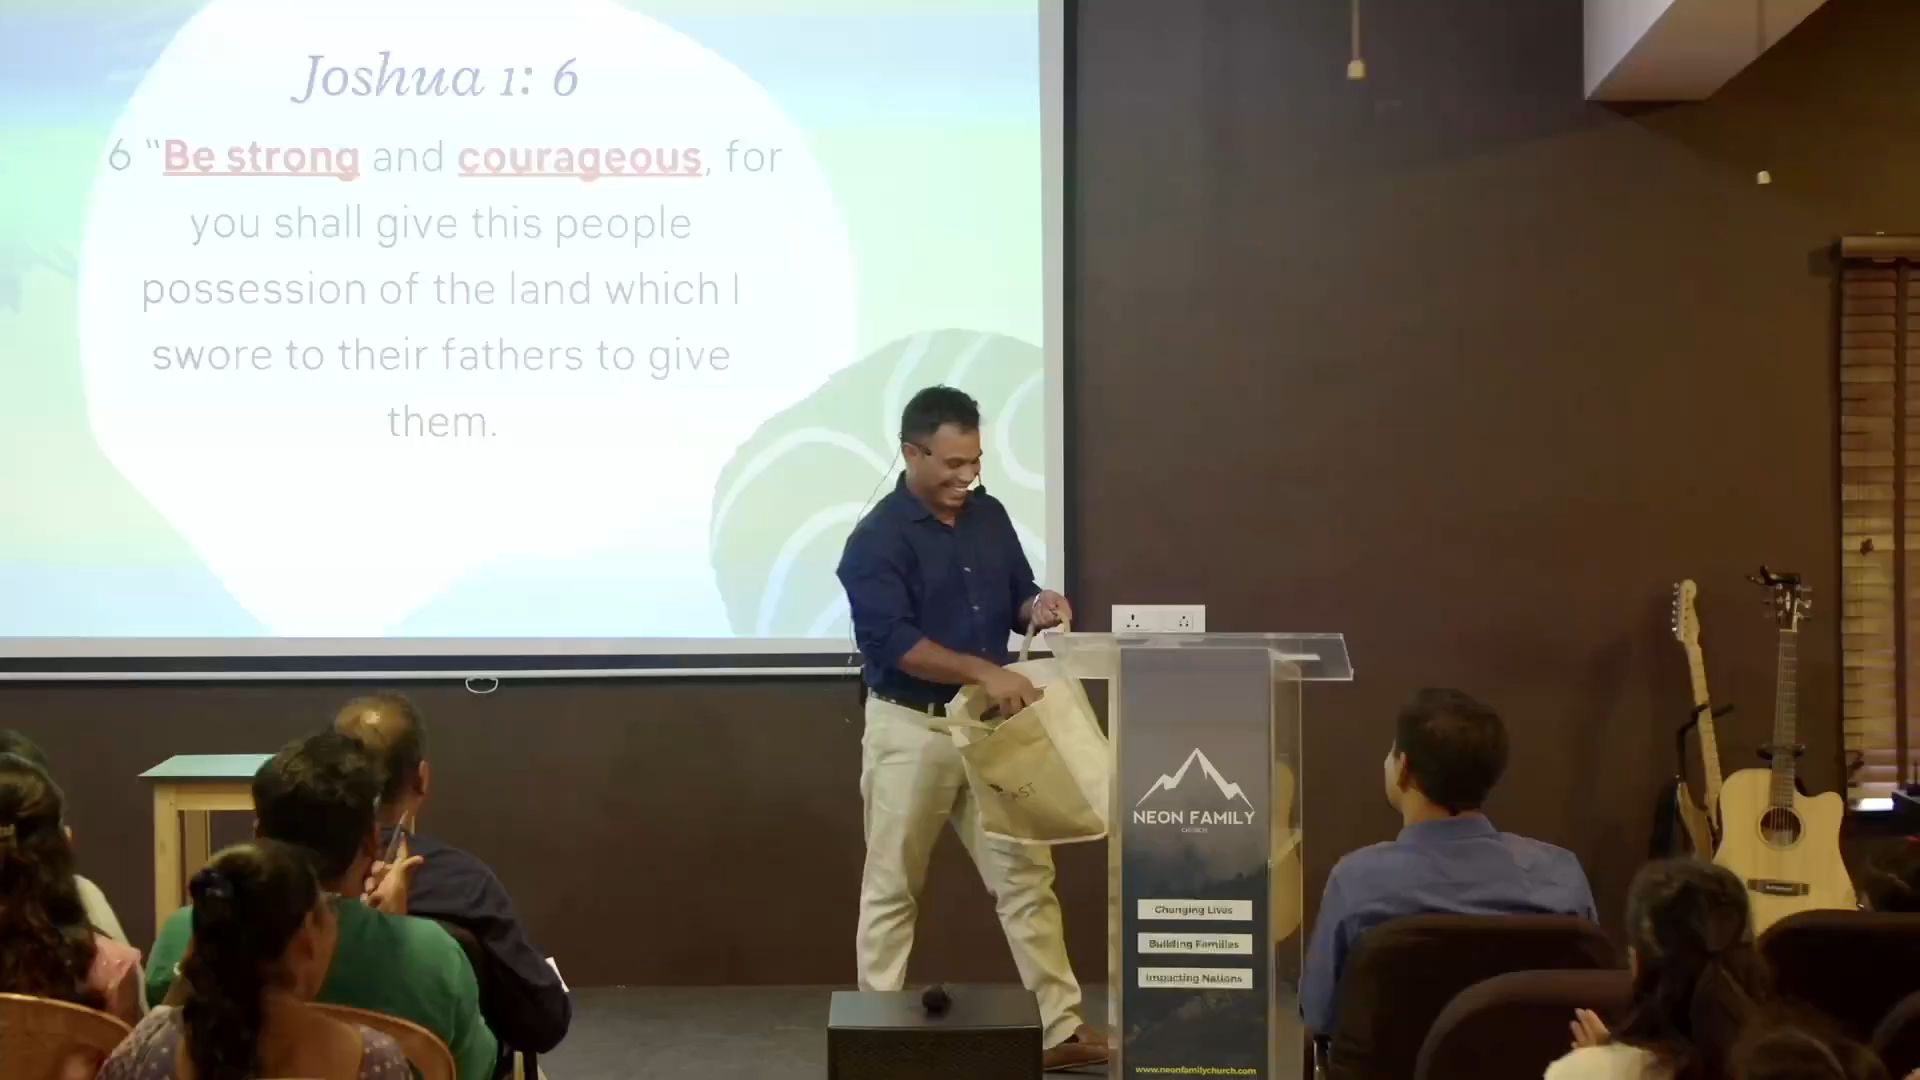 Joshua 1: 6
6 “Be strong and courageous, for
you shall give this people
possession of the land which I
swore to their fathers to give
them.
NEON FAMILY
CHURCH
Changing Lives
Building Families
Impacting Nations
www.neonfamilychurch.com